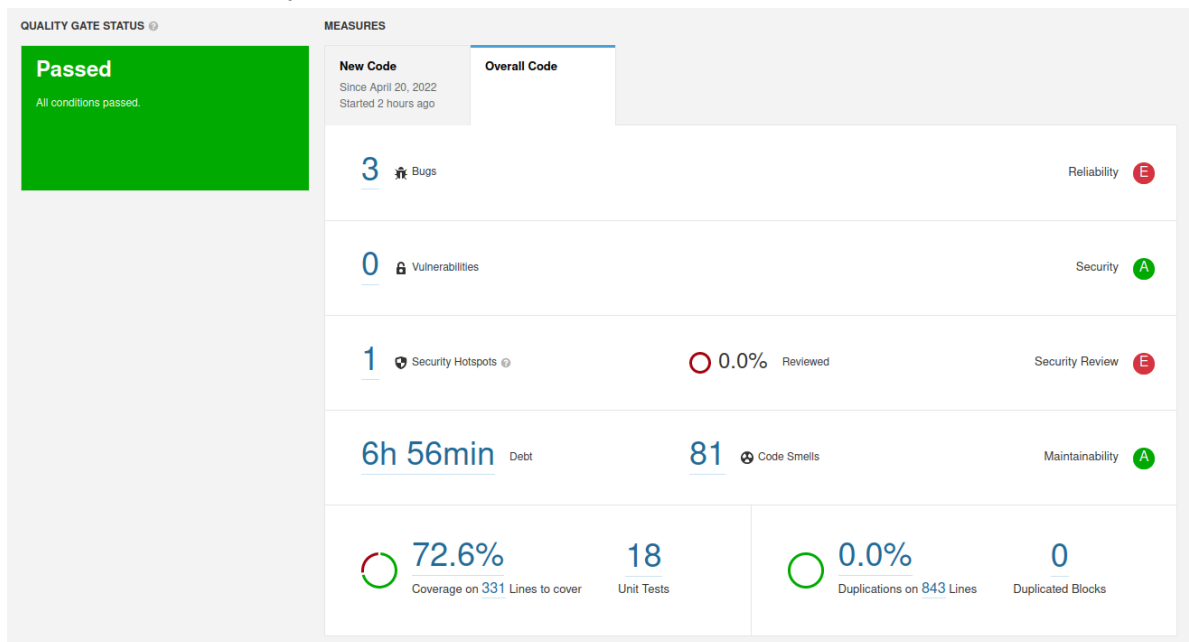 QUALITY GATE STATUS
MEASURES
Passed
All conditions passed.
New Code
Since April 20, 2022
Started 2 hours ago
Overall Code
3 Bugs
Reliability E
0 Vulnerabilities
Security A
1 Security Hotspots
0.0% Reviewed
Security Review E
6h 56min Debt
81 Code Smells
Maintainability A
72.6%
Coverage on 331 Lines to cover
18
Unit Tests
0.0%
Duplications on 843 Lines
0
Duplicated Blocks